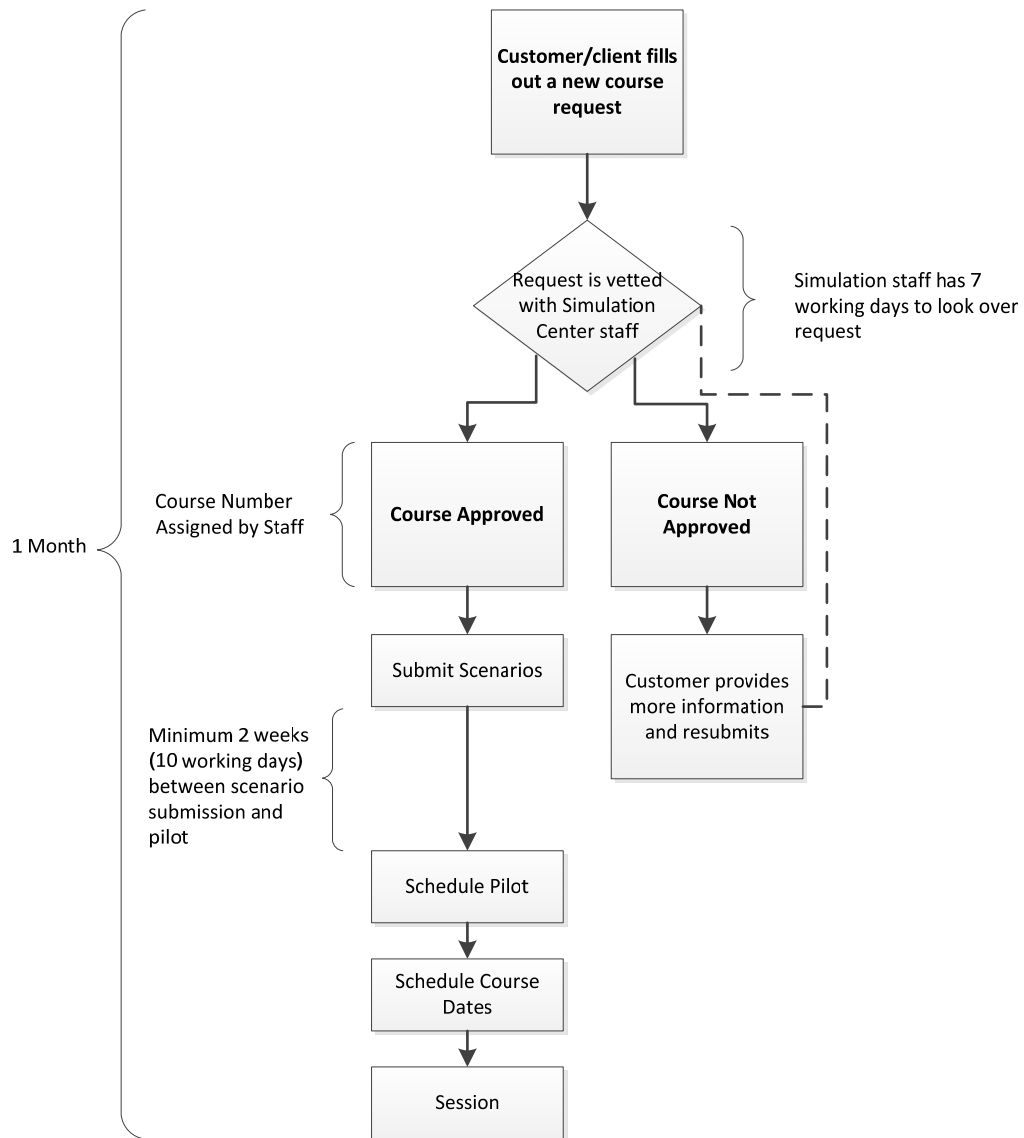 Customer/client fills
out a new course
request
Request is vetted
with Simulation
Center staff
Simulation staff has 7
working days to look over
request
Course Number
Assigned by Staff
Course Approved
Course Not
Approved
1 Month
Submit Scenarios
Customer provides
more information
and resubmits
Minimum 2 weeks
(10 working days)
between scenario
submission and
pilot
Schedule Pilot
Schedule Course
Dates
Session